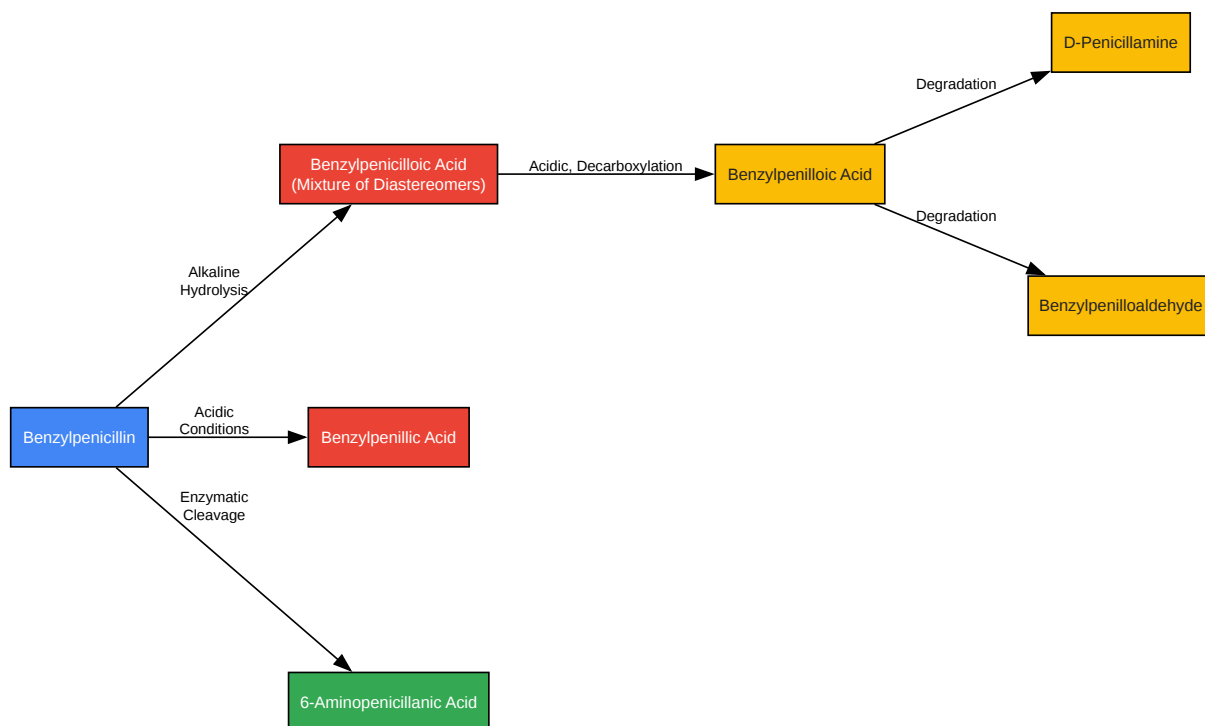 D-Penicillamine
Degradation
Benzylpenicilloic Acid
(Mixture of Diastereomers)
Acidic, Decarboxylation
Benzylpenilloic Acid
Degradation
Alkaline
Hydrolysis
Benzylpenilloaldehyde
Benzylpenicillin
Acidic
Conditions
Benzylpenillic Acid
Enzymatic
Cleavage
6-Aminopenicillanic Acid